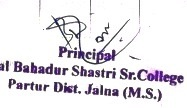 Principal
al Bahadur Shastri Sr.College
Partur Dist. Jalna (M.S.)